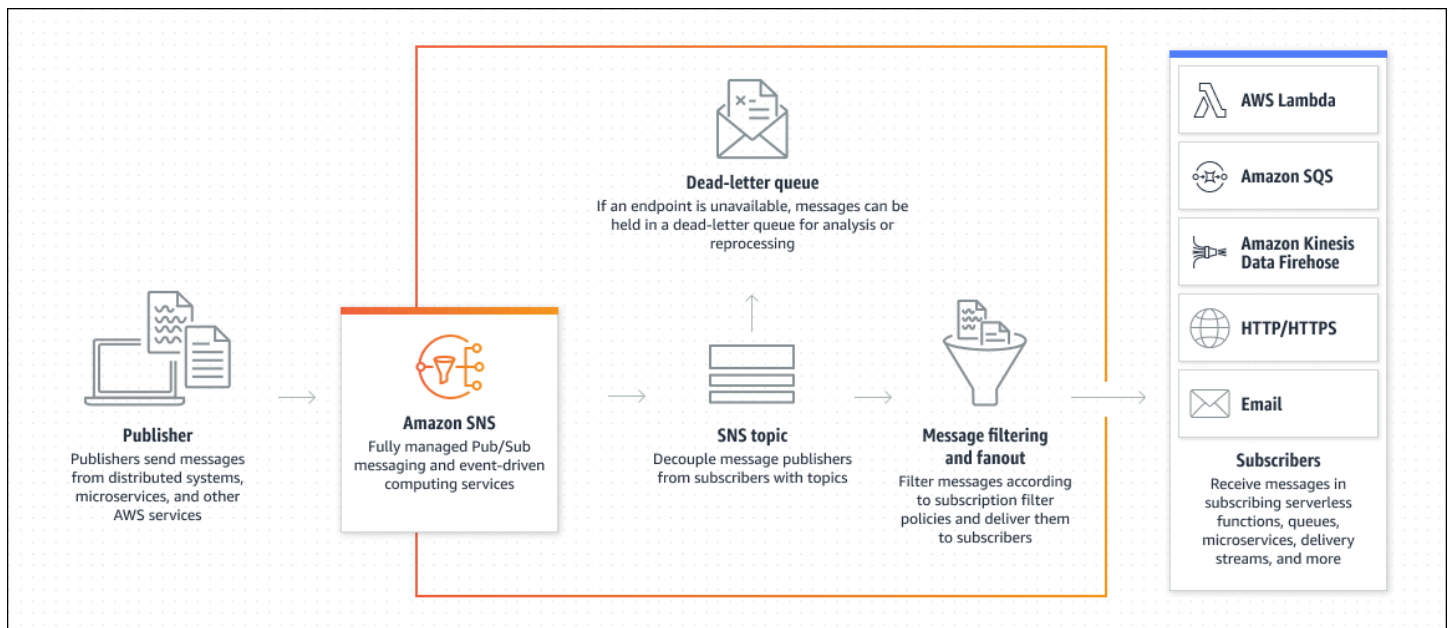 Publisher
Publishers send messages
from distributed systems,
microservices, and other
AWS services
Amazon SNS
Fully managed Pub/Sub
messaging and event-driven
computing services
Dead-letter queue
If an endpoint is unavailable, messages can be
held in a dead-letter queue for analysis or
reprocessing
SNS topic
Decouple message publishers
from subscribers with topics
Message filtering
and fanout
Filter messages according
to subscription filter
policies and deliver them
to subscribers
AWS Lambda
Amazon SQS
Amazon Kinesis
Data Firehose
HTTP/HTTPS
Email
Subscribers
Receive messages in
subscribing serverless
functions, queues,
microservices, delivery
streams, and more